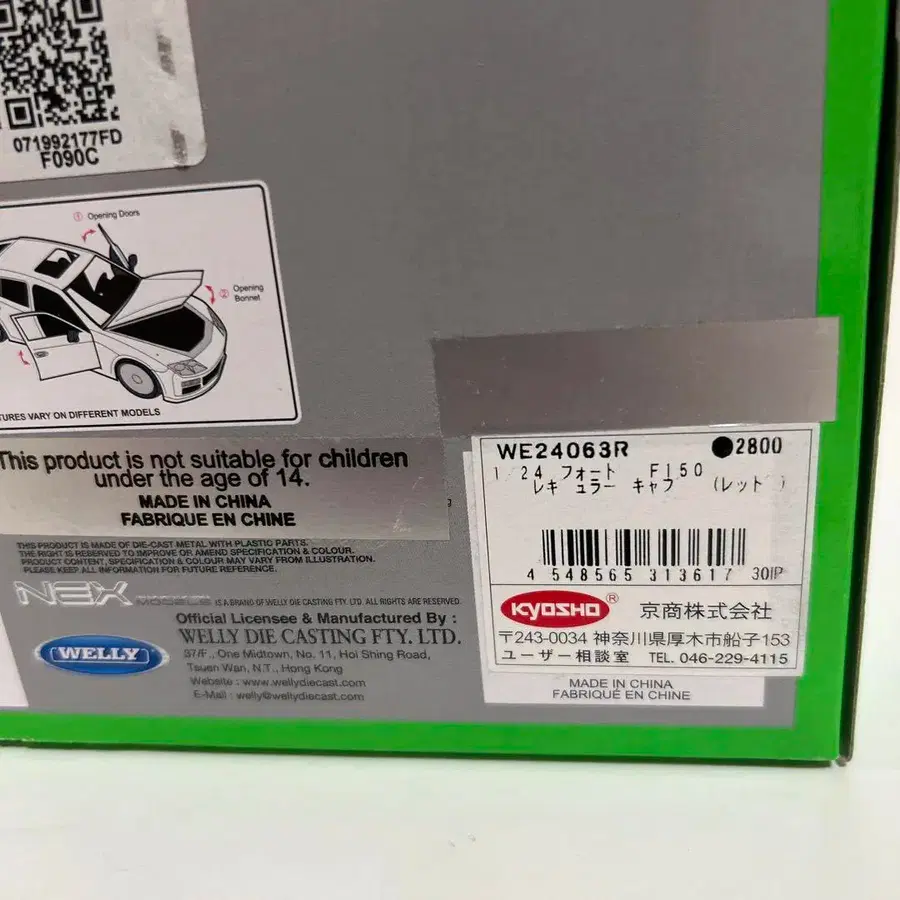 071992177FD
F090C
① Opening Doors
② Opening
Bonnet
TURES VARY ON DIFFERENT MODELS
This product is not suitable for children
under the age of 14.
MADE IN CHINA
FABRIQUE EN CHINE
THIS PRODUCT IS MADE OF DIE-CAST METAL WITH PLASTIC PARTS.
THE RIGHT IS RESERVED TO IMPROVE OR AMEND SPECIFICATION & COLOUR.
PRODUCT CONTENT, SPECIFICATION & COLOUR MAY VARY FROM ILLUSTRATION.
PLEASE KEEP ALL INFORMATION FOR FUTURE REFERENCE.
NEX MODELS IS A BRAND OF WELLY DIE CASTING FTY. LTD. ALL RIGHTS ARE RESERVED.
Official Licensee & Manufactured By :
WELLY DIE CASTING FTY. LTD.
37/F., One Midtown, No. 11, Hoi Shing Road,
Tsuen Wan, N.T., Hong Kong
Website : www.wellydiecast.com
E-Mail : welly@wellydiecast.com
WELLY
WE24063R ●2800
1/24 フォート F150
レキュラー キャフ (レット)
4 548565 313617 30IP
KYOSHO® 京商株式会社
〒243-0034 神奈川県厚木市船子153
ユーザー相談室 TEL. 046-229-4115
MADE IN CHINA
FABRIQUÉ EN CHINE